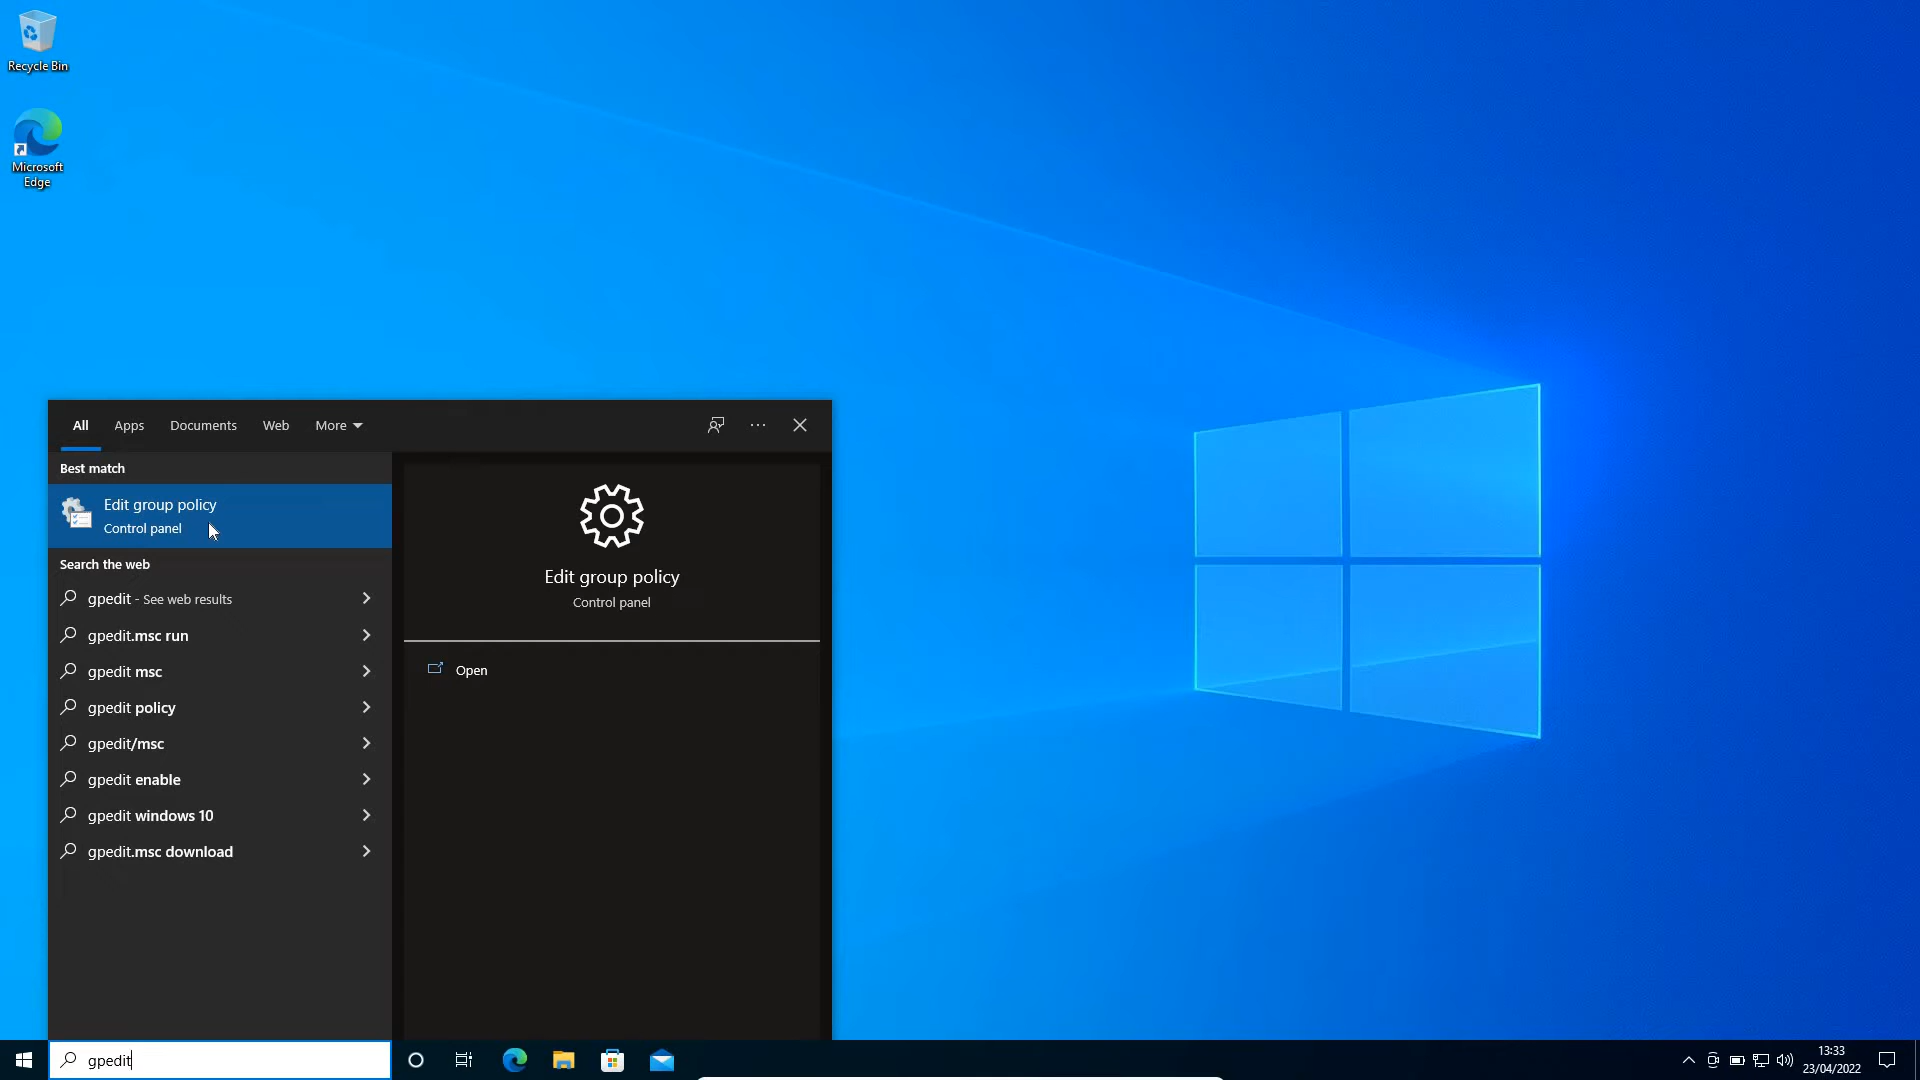 Recycle Bin
Microsoft
Edge
All
Apps
Documents
Web
More
Best match
Edit group policy
Control panel
Search the web
gpedit - See web results
gpedit.msc run
gpedit msc
gpedit policy
gpedit/msc
gpedit enable
gpedit windows 10
gpedit.msc download
Edit group policy
Control panel
Open
gpedit
13:33
23/04/2022